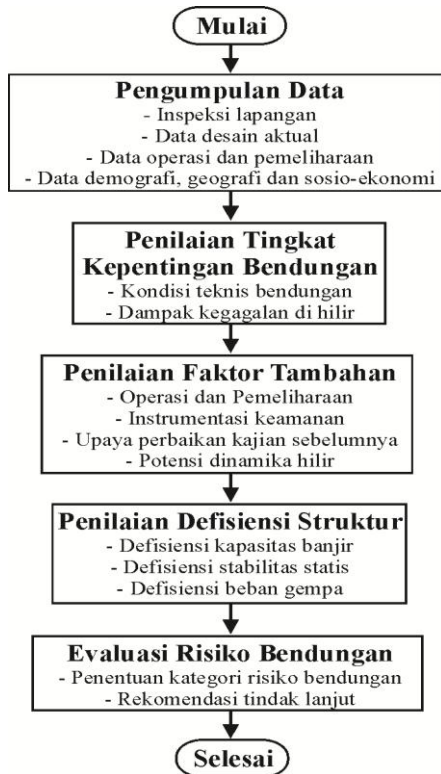 Mulai
Pengumpulan Data
- Inspeksi lapangan
- Data desain aktual
- Data operasi dan pemeliharaan
- Data demografi, geografi dan sosio-ekonomi
Penilaian Tingkat
Kepentingan Bendungan
- Kondisi teknis bendungan
- Dampak kegagalan di hilir
Penilaian Faktor Tambahan
- Operasi dan Pemeliharaan
- Instrumentasi keamanan
- Upaya perbaikan kajian sebelumnya
- Potensi dinamika hilir
Penilaian Defisiensi Struktur
- Defisiensi kapasitas banjir
- Defisiensi stabilitas statis
- Defisiensi beban gempa
Evaluasi Risiko Bendungan
- Penentuan kategori risiko bendungan
- Rekomendasi tindak lanjut
Selesai